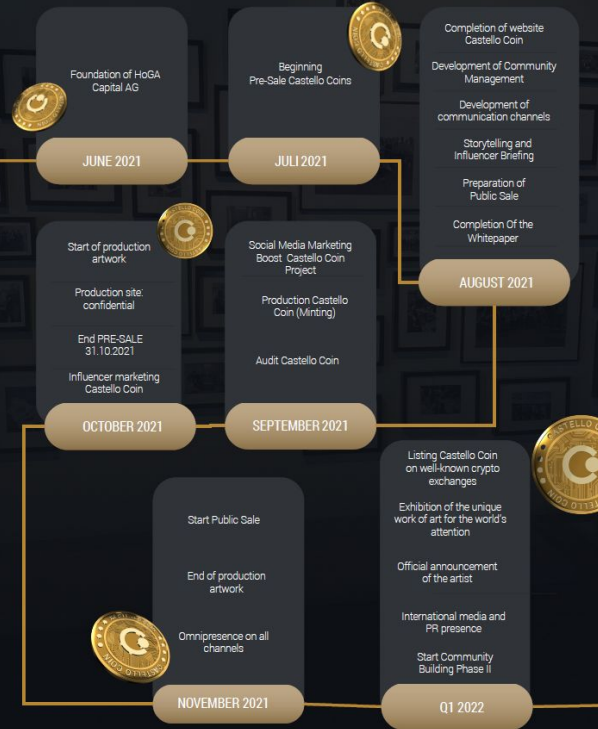 Foundation of HoGA
Capital AG
JUNE 2021
Beginning
Pre-Sale Castello Coins
JULI 2021
Completion of website
Castello Coin
Development of Community
Management
Development of
communication channels
Storytelling and
Influencer Briefing
Preparation of
Public Sale
Completion Of the
Whitepaper
AUGUST 2021
Social Media Marketing
Boost Castello Coin
Project
Production Castello
Coin (Minting)
Audit Castello Coin
SEPTEMBER 2021
Start of production
artwork
Production site:
confidential
End PRE-SALE
31.10.2021
Influencer marketing
Castello Coin
OCTOBER 2021
Start Public Sale
End of production
artwork
Omnipresence on all
channels
NOVEMBER 2021
Listing Castello Coin
on well-known crypto
exchanges
Exhibition of the unique
work of art for the world's
attention
Official announcement
of the artist
International media and
PR presence
Start Community
Building Phase II
Q1 2022